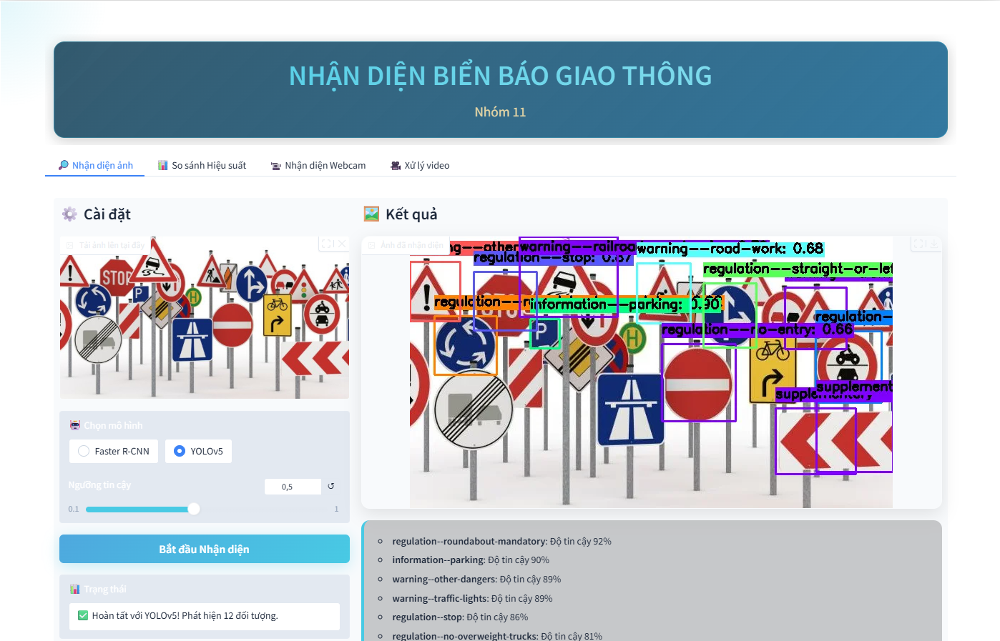 NHẬN DIỆN BIỂN BÁO GIAO THÔNG
Nhóm 11
Nhận diện ảnh
So sánh Hiệu suất
Nhận diện Webcam
Xử lý video
Cài đặt
Tải ảnh lên tại đây
STOP
P
H
Chọn mô hình
Faster R-CNN
YOLOv5
Ngưỡng tin cậy
0,5
0.1
1
Bắt đầu Nhận diện
Trạng thái
Hoàn tất với YOLOv5! Phát hiện 12 đối tượng.
Kết quả
Ảnh đã nhận diện
ng--other
warning--railroa
warning--road-work: 0.68
regulation--stop:
regulation--straight-or-le
regulation--r
information--parking: 0.90
regulation-
regulation--no-entry: 0.66
P
H
supplement
supplementary
regulation--roundabout-mandatory: Độ tin cậy 92%
information--parking: Độ tin cậy 90%
warning--other-dangers: Độ tin cậy 89%
warning--traffic-lights: Độ tin cậy 89%
regulation--stop: Độ tin cậy 86%
regulation--no-overweight-trucks: Độ tin cậy 81%